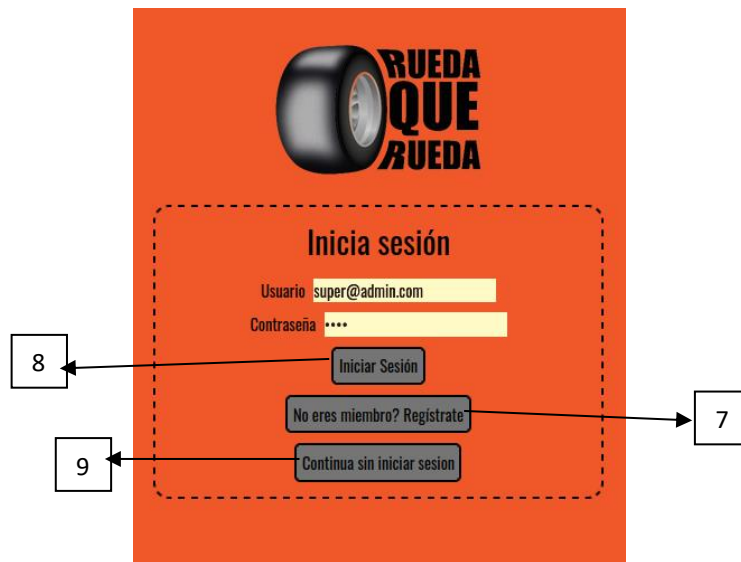 RUEDA
QUE
RUEDA
Inicia sesión
Usuario super@admin.com
Contraseña ••••
8
Iniciar Sesión
No eres miembro? Regístrate
7
9
Continua sin iniciar sesion